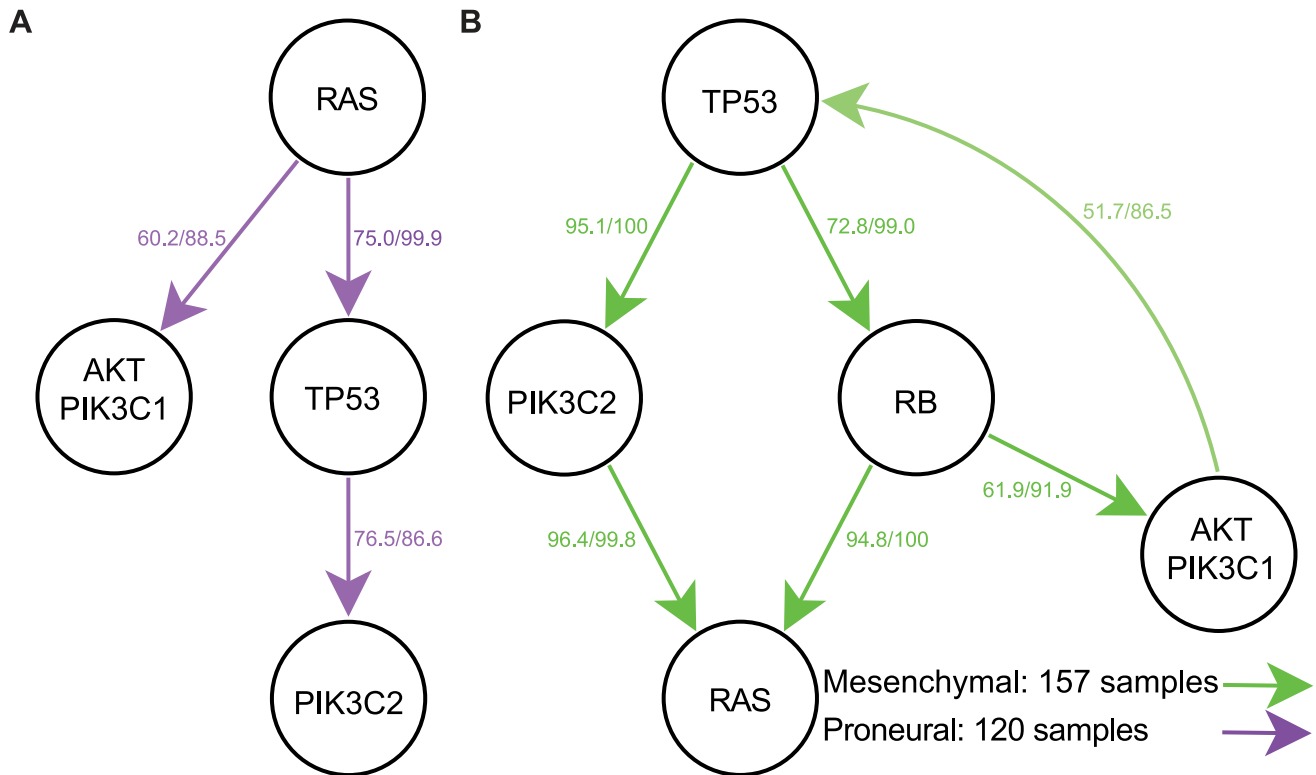 A
B
RAS
TP53
60.2/88.5
75.0/99.9
95.1/100
72.8/99.0
51.7/86.5
AKT
PIK3C1
TP53
PIK3C2
RB
76.5/86.6
96.4/99.8
94.8/100
61.9/91.9
AKT
PIK3C1
PIK3C2
RAS
Mesenchymal: 157 samples
Proneural: 120 samples